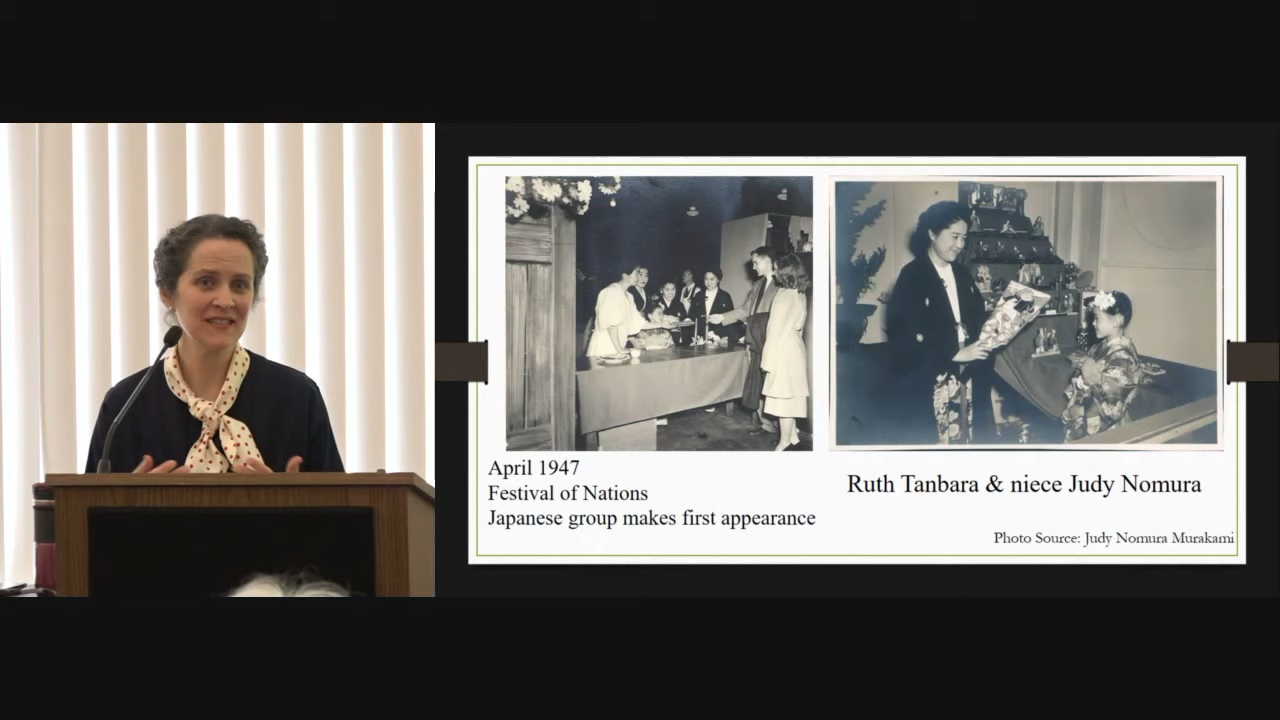 April 1947
Festival of Nations
Japanese group makes first appearance
Ruth Tanbara & niece Judy Nomura
Photo Source: Judy Nomura Murakami